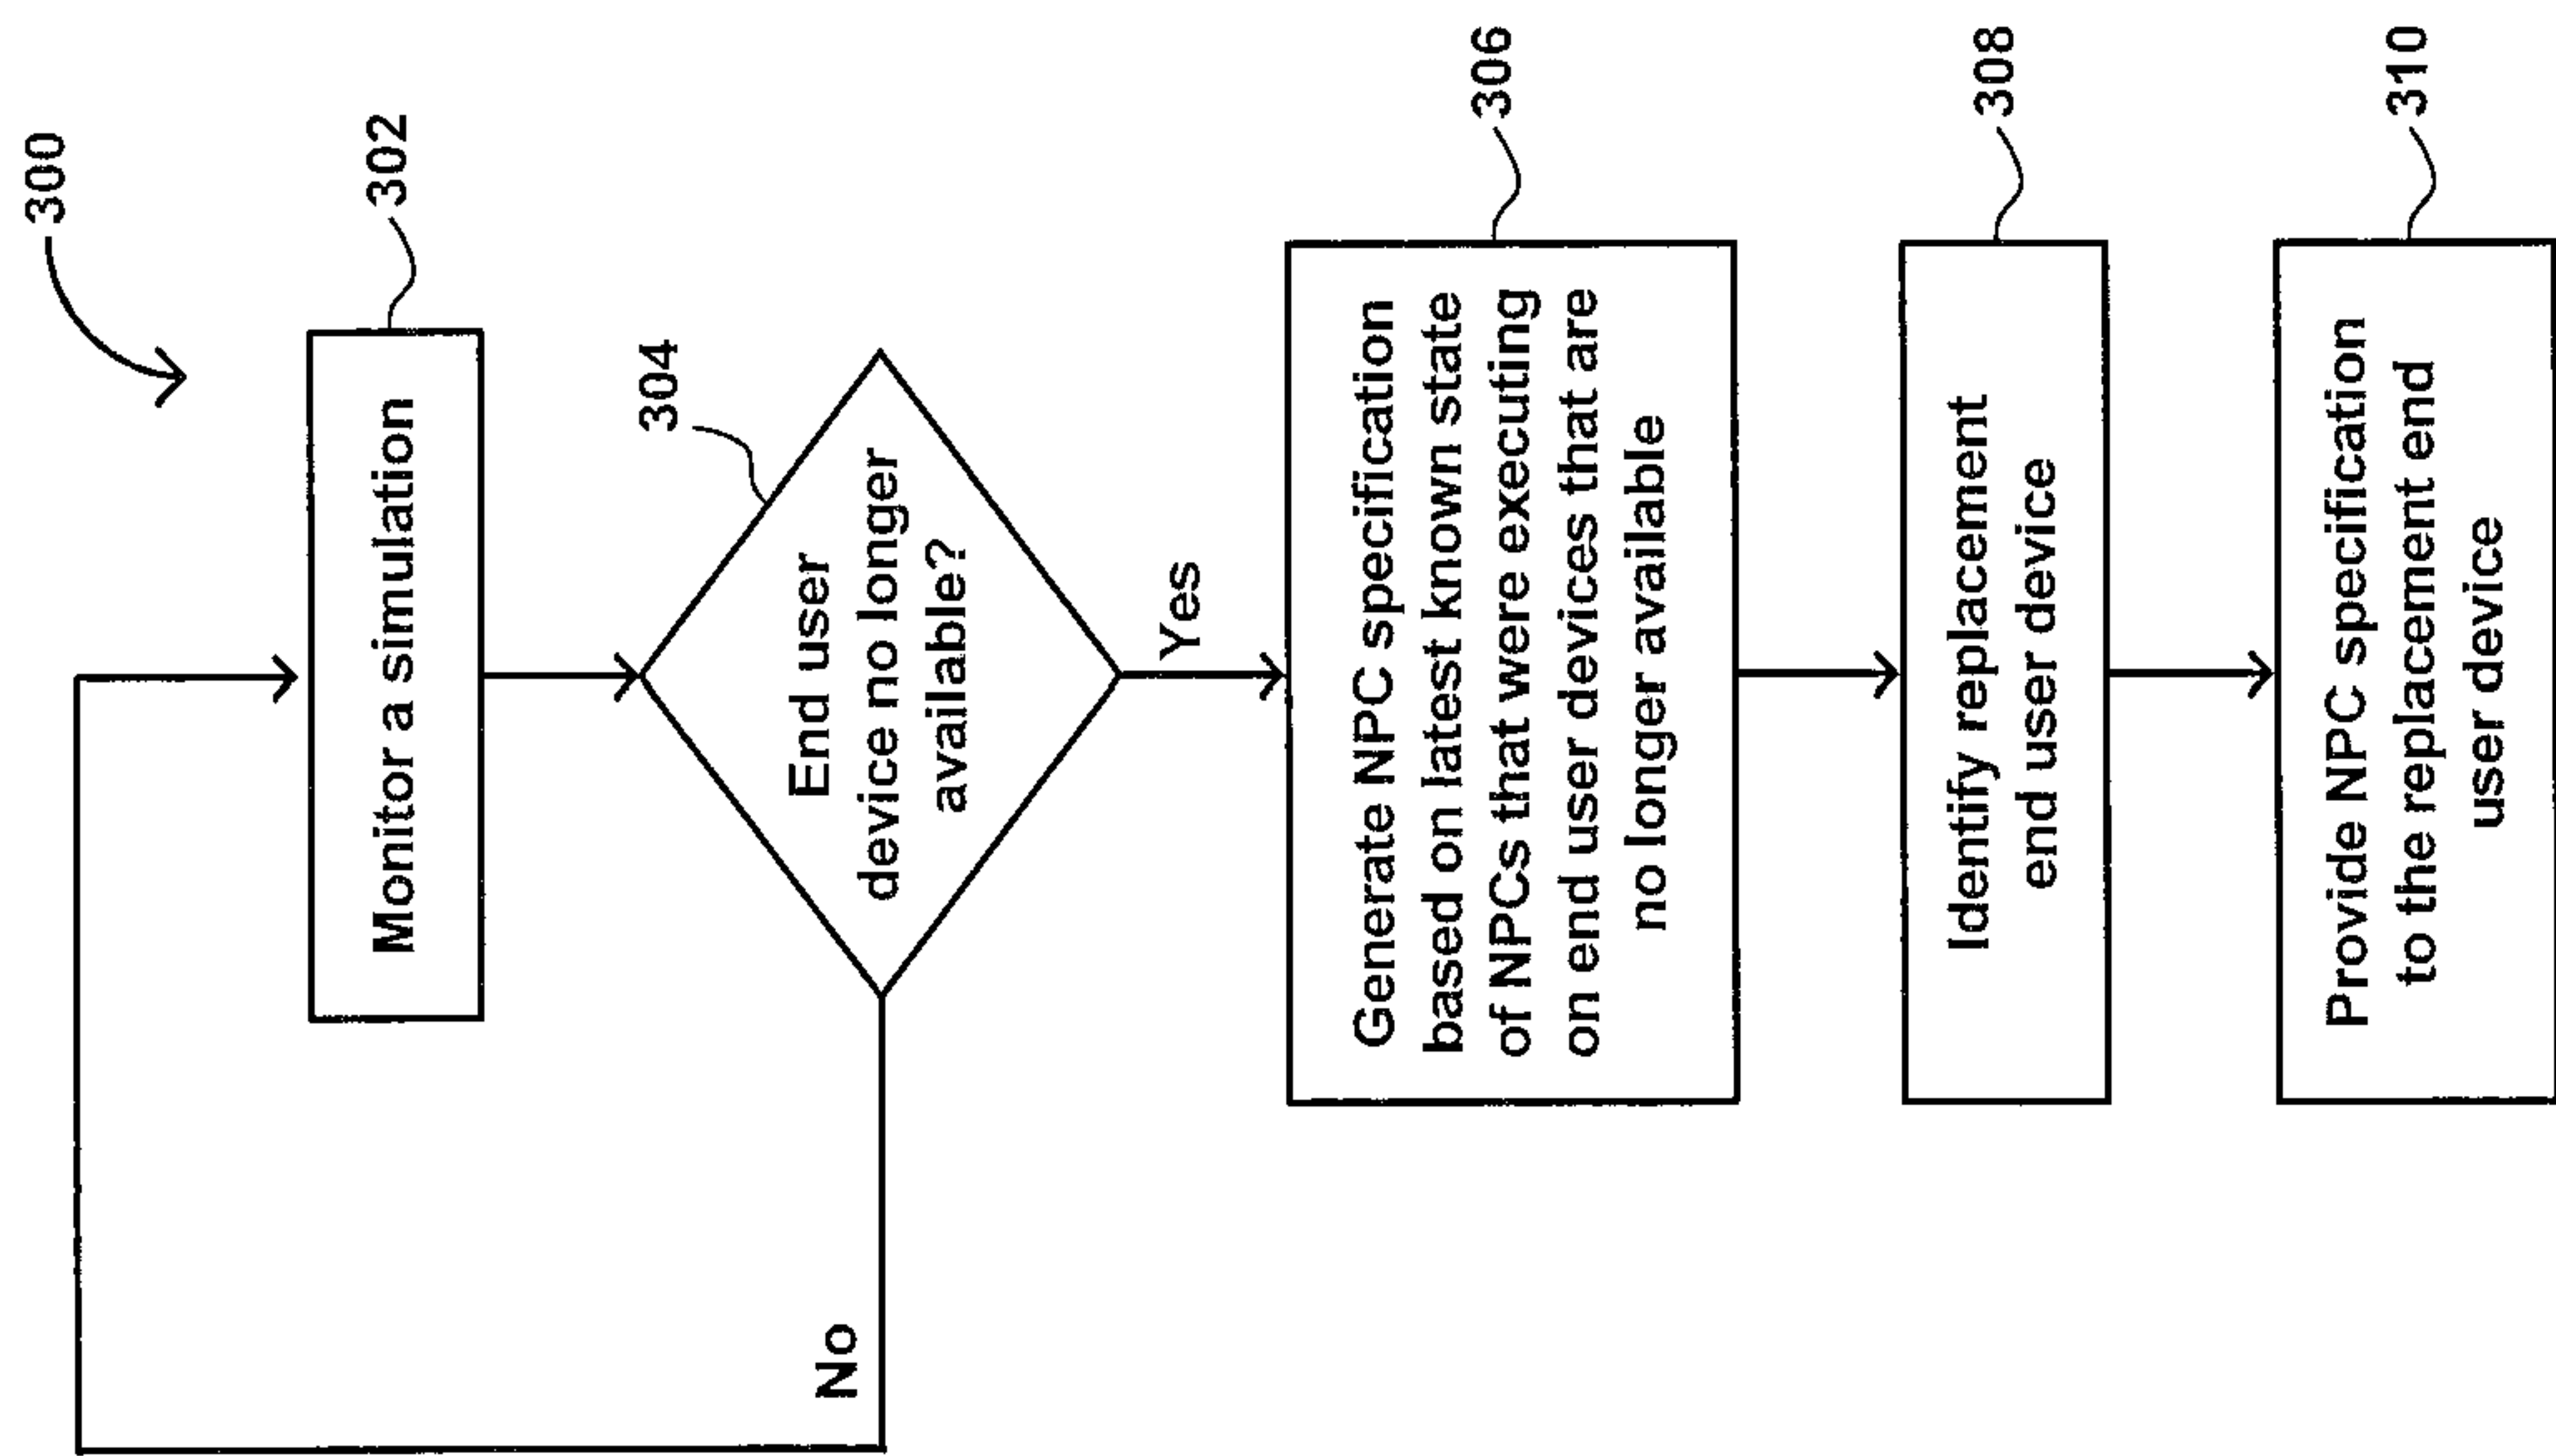 300
Monitor a simulation
302
304
End user
device no longer
available?
No
Yes
Generate NPC specification
based on latest known state
of NPCs that were executing
on end user devices that are
no longer available
306
Identify replacement
end user device
308
Provide NPC specification
to the replacement end
user device
310